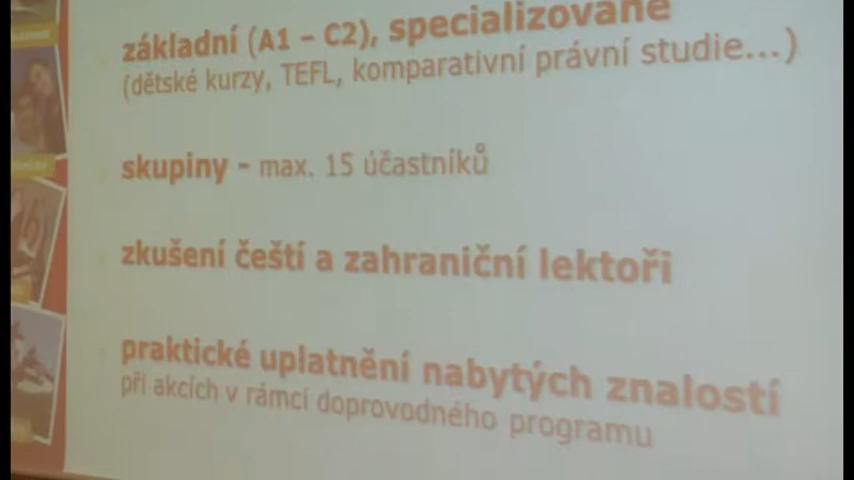 základní (A1 – C2), specializované
(dětské kurzy, TEFL, komparativní právní studie...)
skupiny - max. 15 účastníků
zkušení čeští a zahraniční lektoři
praktické uplatnění nabytých znalostí
při akcích v rámci doprovodného programu